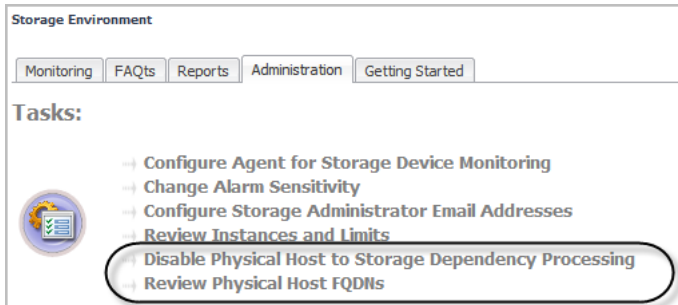 Storage Environment
Monitoring FAQts Reports Administration Getting Started
Tasks:
Configure Agent for Storage Device Monitoring
Change Alarm Sensitivity
Configure Storage Administrator Email Addresses
Review Instances and Limits
Disable Physical Host to Storage Dependency Processing
Review Physical Host FQDNs